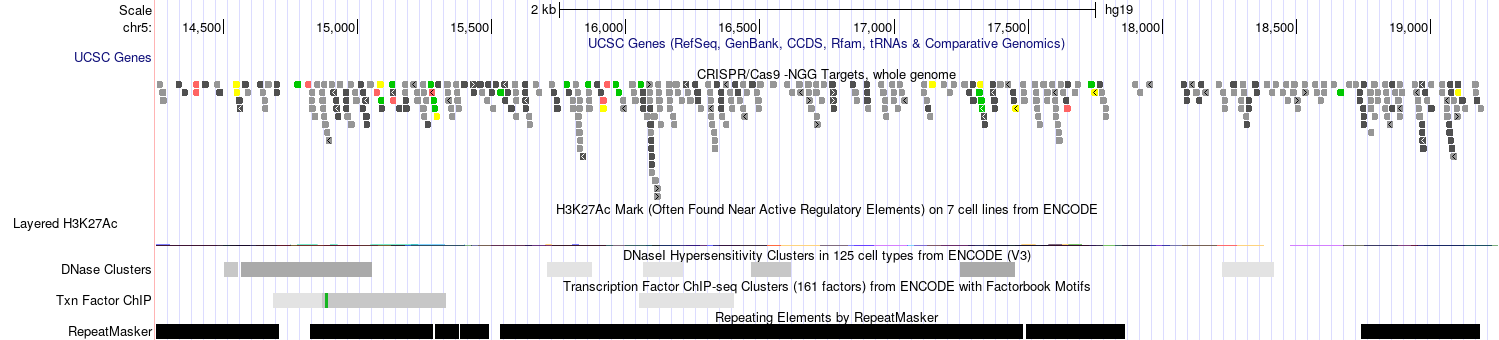 Scale 2 kb hg19
chr5: 14,500 15,000 15,500 16,000 16,500 17,000 17,500 18,000 18,500 19,000
UCSC Genes (RefSeq, GenBank, CCDS, Rfam, tRNAs & Comparative Genomics)
UCSC Genes
CRISPR/Cas9 -NGG Targets, whole genome
H3K27Ac Mark (Often Found Near Active Regulatory Elements) on 7 cell lines from ENCODE
Layered H3K27Ac
DNaseI Hypersensitivity Clusters in 125 cell types from ENCODE (V3)
DNase Clusters
Transcription Factor ChIP-seq Clusters (161 factors) from ENCODE with Factorbook Motifs
Txn Factor ChIP
Repeating Elements by RepeatMasker
RepeatMasker